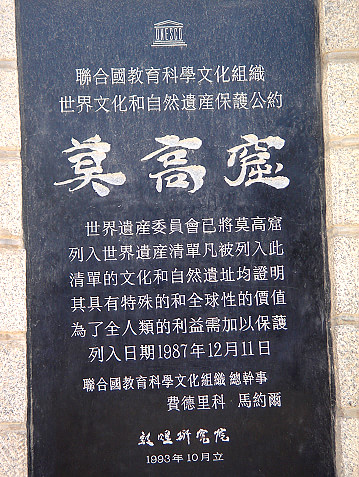 UNESCO
聯合國教育科學文化組織
世界文化和自然遺産保護公約
莫高窟
世界遺産委員會已將莫高窟
列入世界遺産清單凡被列入此
清單的文化和自然遺址均證明
其具有特殊的和全球性的價值
為了全人類的利益需加以保護
列入日期1987年12月11日
聯合國教育科學文化組織 總幹事
費德里科 馬約爾
敦煌研究院
1993年10月立